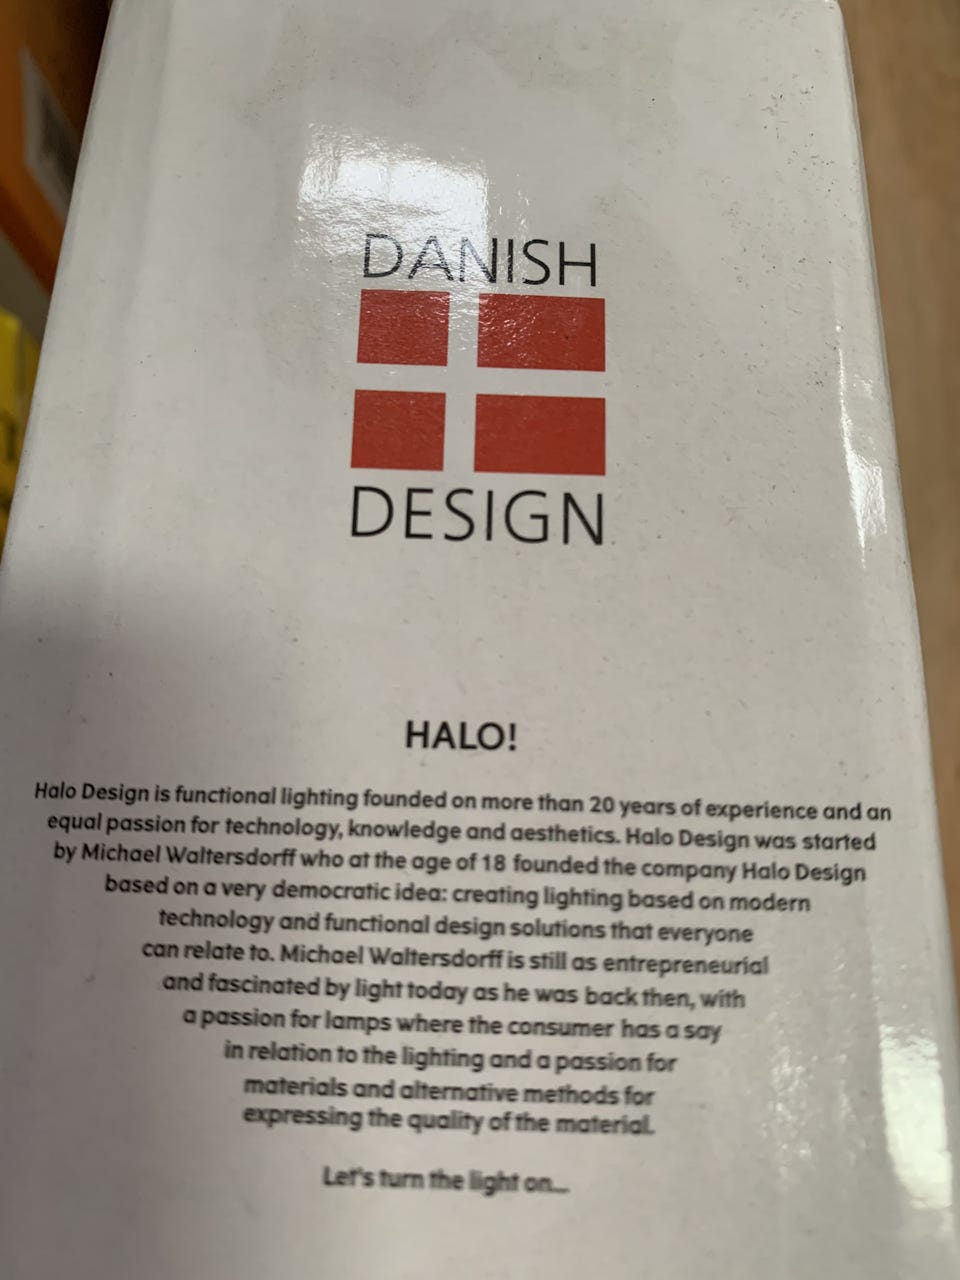 DANISH
DESIGN
HALO!
Halo Design is functional lighting founded on more than 20 years of experience and an
equal passion for technology, knowledge and aesthetics. Halo Design was started
by Michael Waltersdorff who at the age of 18 founded the company Halo Design
based on a very democratic idea: creating lighting based on modern
technology and functional design solutions that everyone
can relate to. Michael Waltersdorff is still as entrepreneurial
and fascinated by light today as he was back then, with
a passion for lamps where the consumer has a say
in relation to the lighting and a passion for
materials and alternative methods for
expressing the quality of the material.
Let's turn the light on...